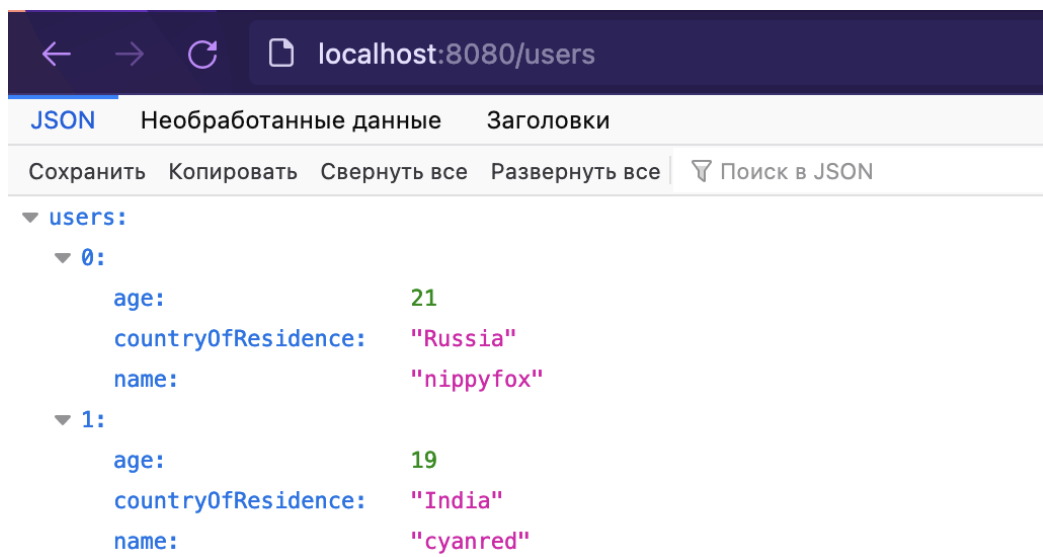 localhost:8080/users
JSON Необработанные данные Заголовки
Сохранить Копировать Свернуть все Развернуть все Поиск в JSON
users:
0:
age: 21
countryOfResidence: "Russia"
name: "nippyfox"
1:
age: 19
countryOfResidence: "India"
name: "cyanred"